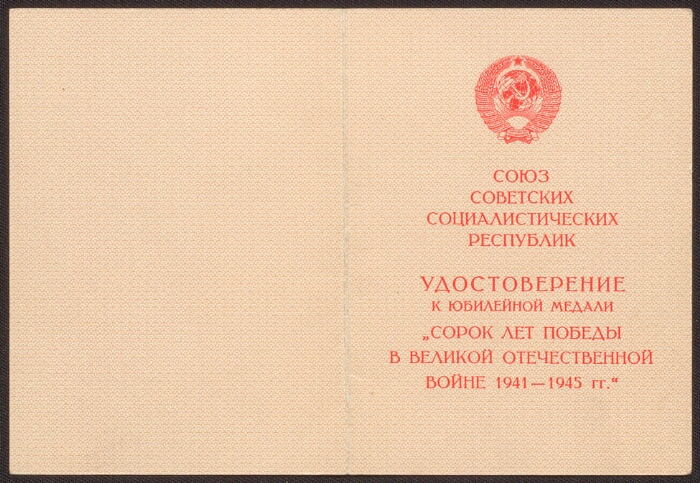 СОЮЗ
СОВЕТСКИХ
СОЦИАЛИСТИЧЕСКИХ
РЕСПУБЛИК
УДОСТОВЕРЕНИЕ
К ЮБИЛЕЙНОЙ МЕДАЛИ
„СОРОК ЛЕТ ПОБЕДЫ
В ВЕЛИКОЙ ОТЕЧЕСТВЕННОЙ
ВОЙНЕ 1941—1945 гг.“